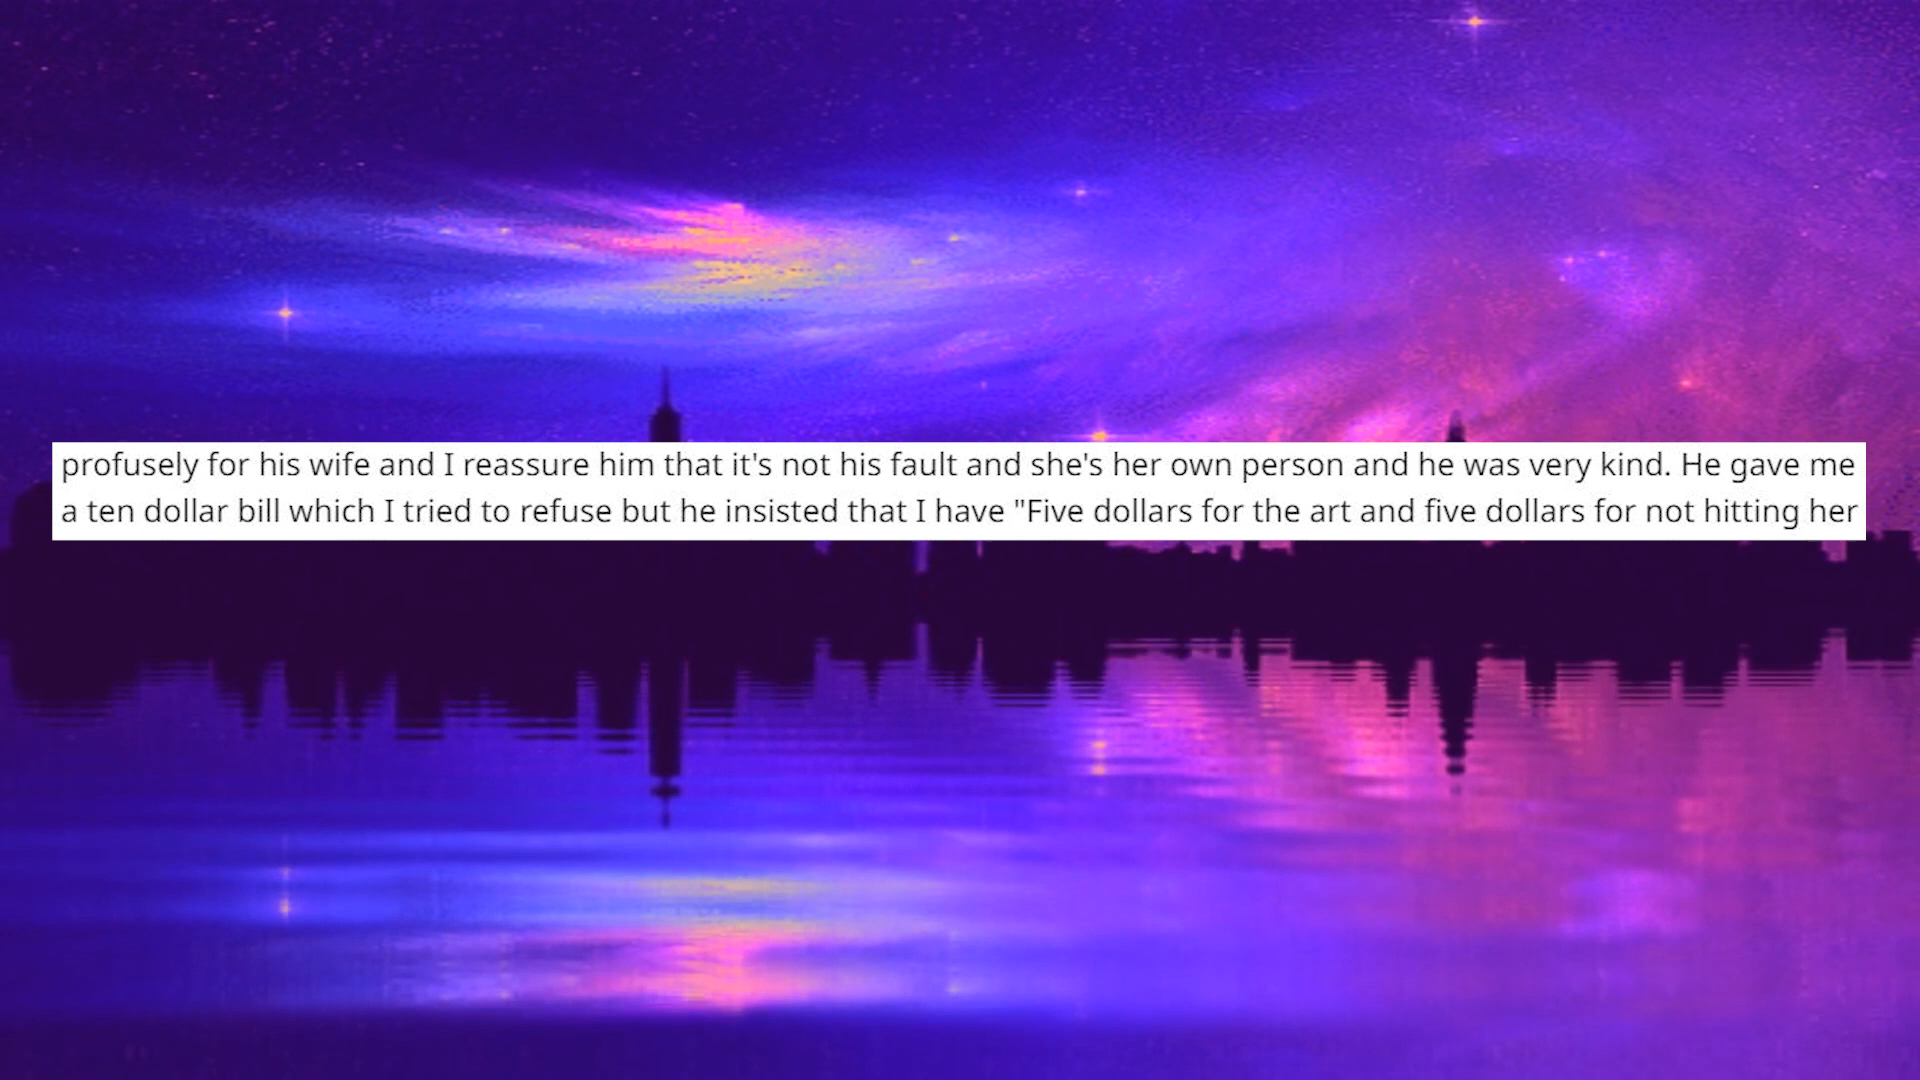 profusely for his wife and I reassure him that it's not his fault and she's her own person and he was very kind. He gave me
a ten dollar bill which I tried to refuse but he insisted that I have "Five dollars for the art and five dollars for not hitting her